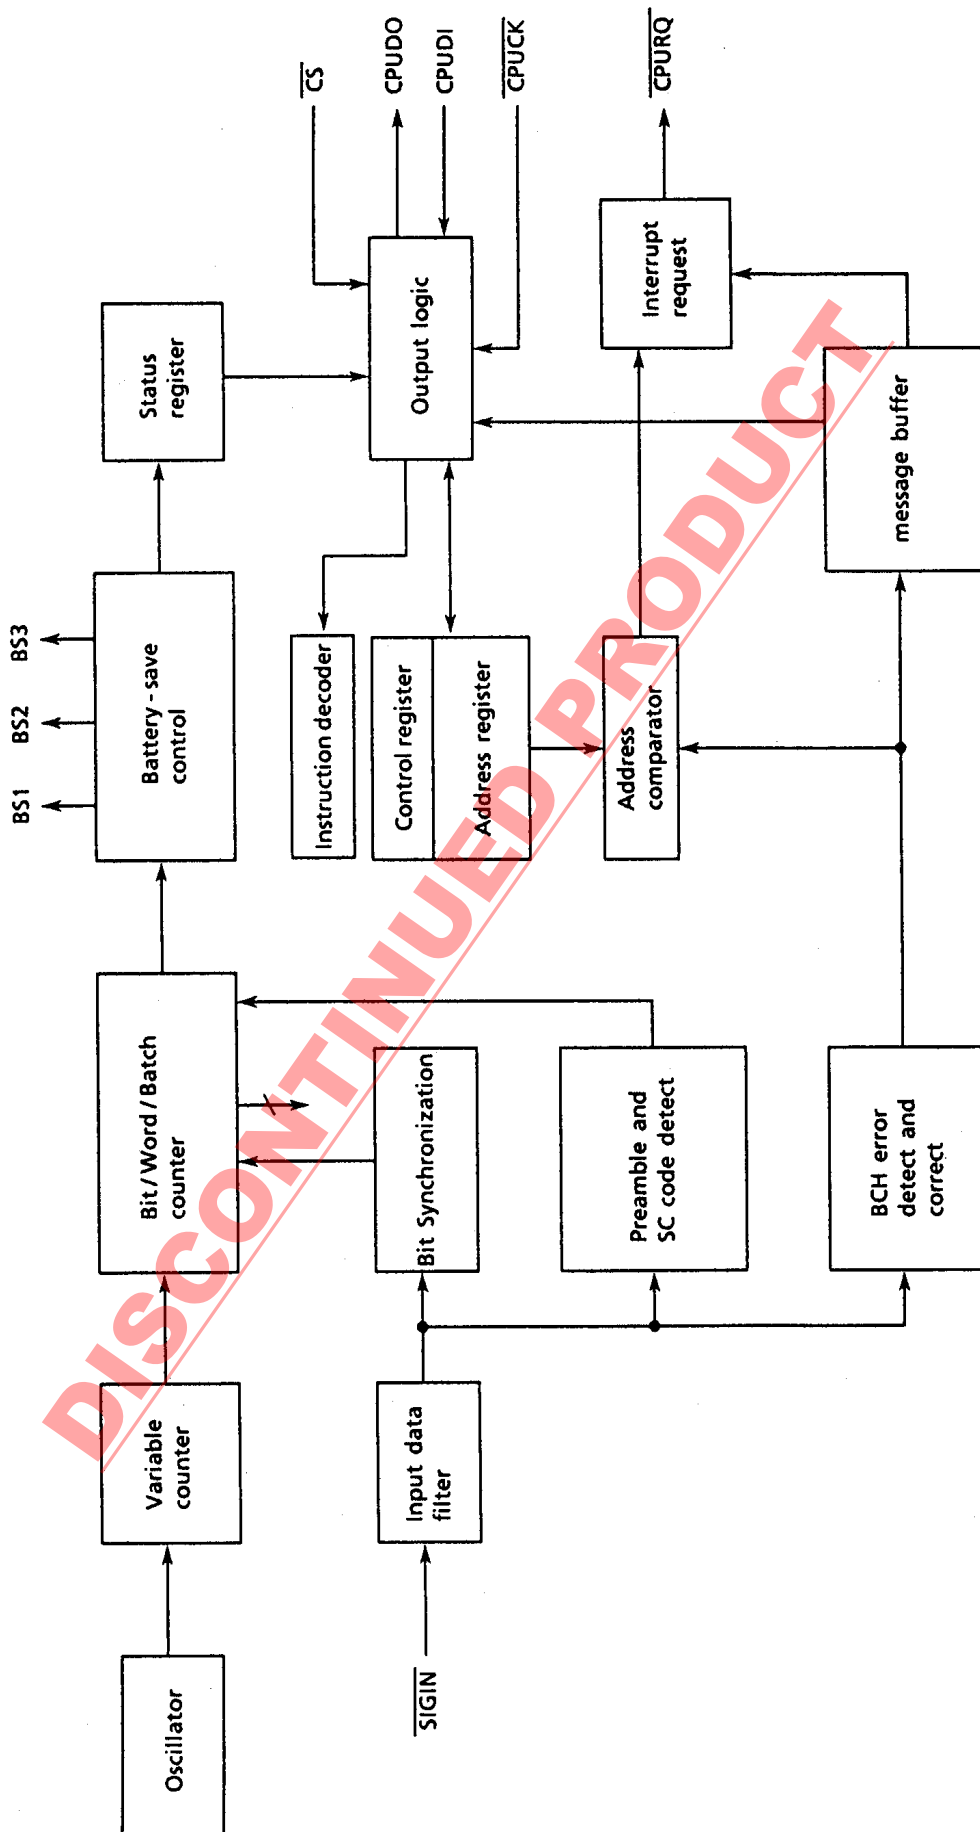 Oscillator
Variable
counter
Bit / Word / Batch
counter
BS1
BS2
BS3
Battery - save
control
Status
register
SIGIN
Input data
filter
Bit Synchronization
Preamble and
SC code detect
BCH error
detect and
correct
Instruction decoder
Control register
Address register
Address
comparator
message buffer
Output logic
Interrupt
request
CS
CPUDO
CPUDI
CPUCK
CPURQ
DISCONTINUED PRODUCT